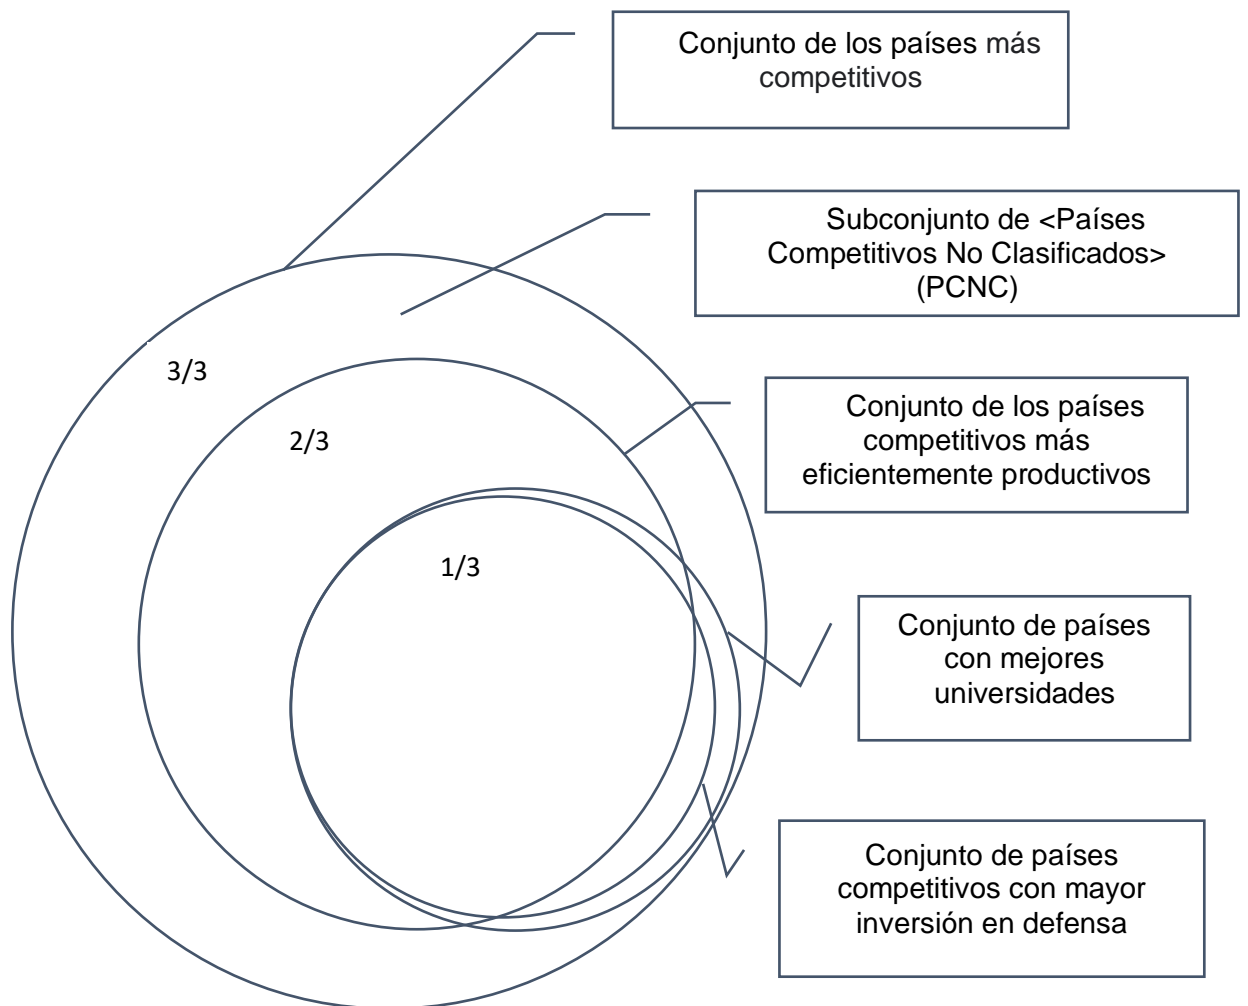 Conjunto de los países más
competitivos
Subconjunto de <Países
Competitivos No Clasificados>
(PCNC)
3/3
Conjunto de los países
competitivos más
eficientemente productivos
2/3
1/3
Conjunto de países
con mejores
universidades
Conjunto de países
competitivos con mayor
inversión en defensa